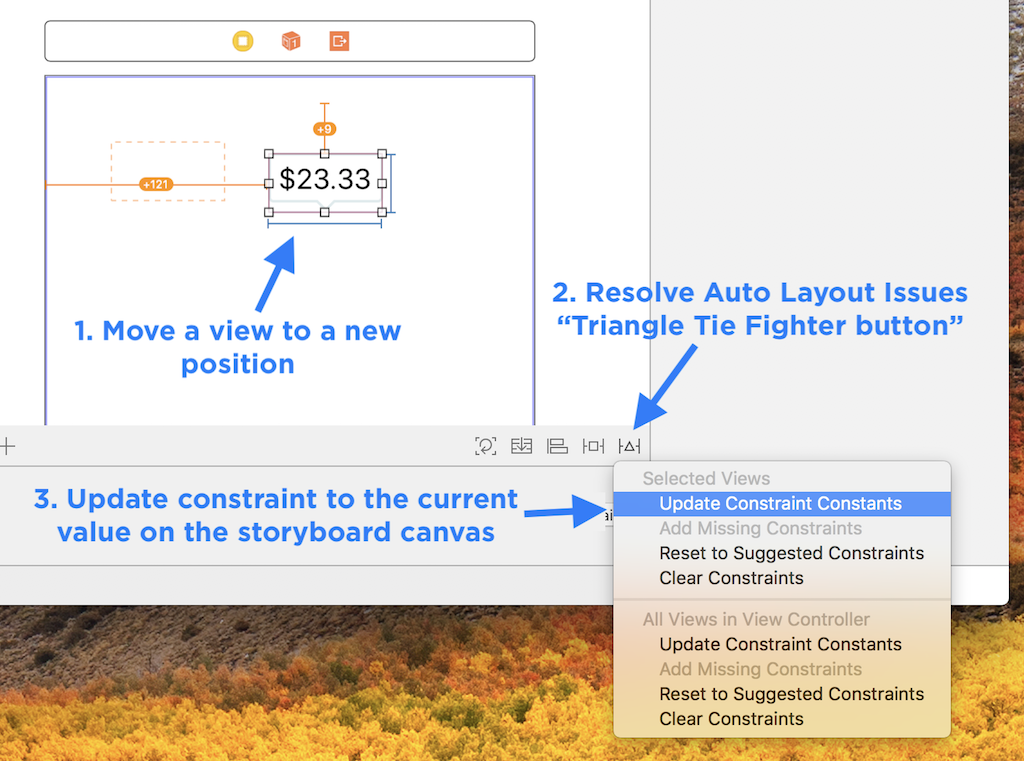 1
+9
$23.33
+121
1. Move a view to a new
position
2. Resolve Auto Layout Issues
“Triangle Tie Fighter button”
3. Update constraint to the current
value on the storyboard canvas
Selected Views
Update Constraint Constants
Add Missing Constraints
Reset to Suggested Constraints
Clear Constraints
All Views in View Controller
Update Constraint Constants
Add Missing Constraints
Reset to Suggested Constraints
Clear Constraints